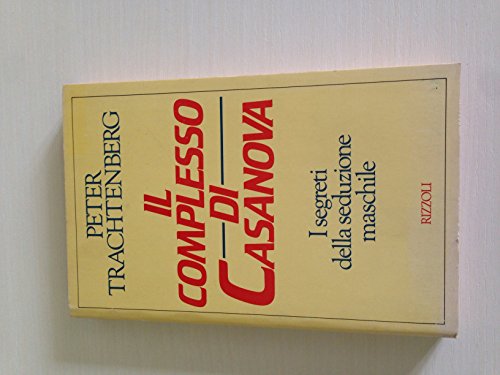 PETER
TRACHTENBERG
IL
COMPLESSO
DI
CASANOVA
I segreti
della seduzione
maschile
RIZZOLI